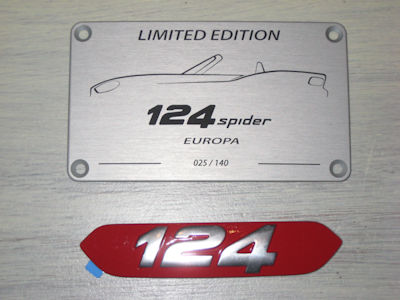 LIMITED EDITION
124 spider
EUROPA
025 / 140
124